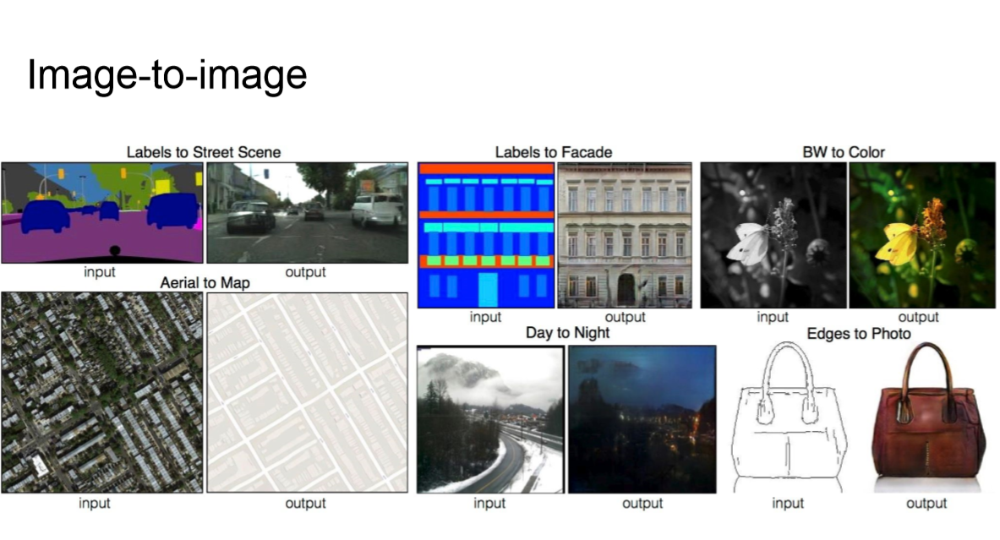 Image-to-image
Labels to Street Scene
input
output
Aerial to Map
input
output
Labels to Facade
input
output
Day to Night
input
output
BW to Color
input
output
Edges to Photo
input
output